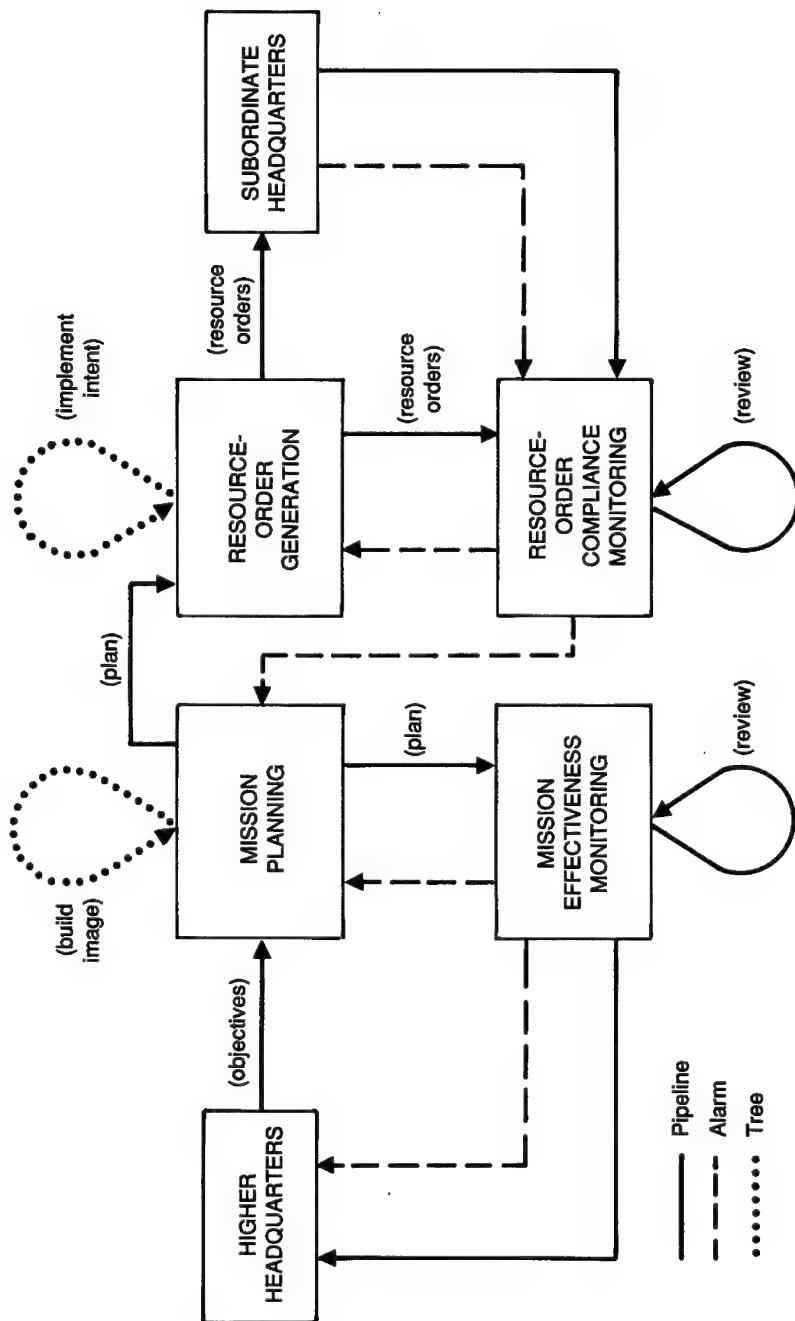 (build
image)
(plan)
(implement
intent)
HIGHER
HEADQUARTERS
(objectives)
MISSION
PLANNING
RESOURCE-
ORDER
GENERATION
(resource
orders)
SUBORDINATE
HEADQUARTERS
(plan)
(resource
orders)
MISSION
EFFECTIVENESS
MONITORING
RESOURCE-
ORDER
COMPLIANCE
MONITORING
(review)
(review)
Pipeline
Alarm
Tree